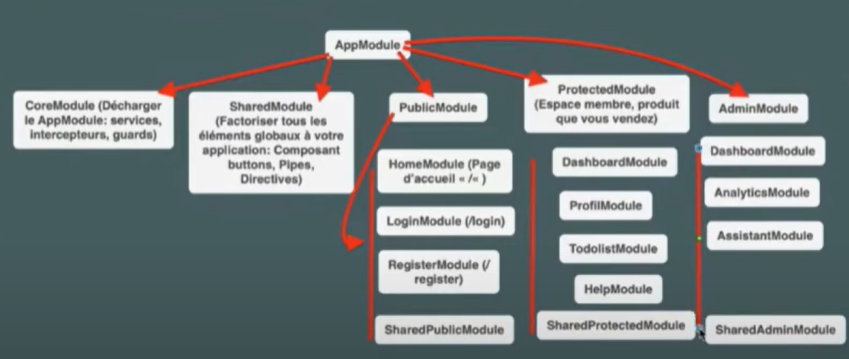 AppModule
CoreModule (Décharger
le AppModule: services,
intercepteurs, guards)
SharedModule
(Factoriser tous les
éléments globaux à votre
application: Composant
buttons, Pipes,
Directives)
PublicModule
HomeModule (Page
d'accueil « /« )
LoginModule (/login)
RegisterModule (/
register)
SharedPublicModule
ProtectedModule
(Espace membre, produit
que vous vendez)
DashboardModule
ProfilModule
TodolistModule
HelpModule
SharedProtectedModule
AdminModule
DashboardModule
AnalyticsModule
AssistantModule
SharedAdminModule